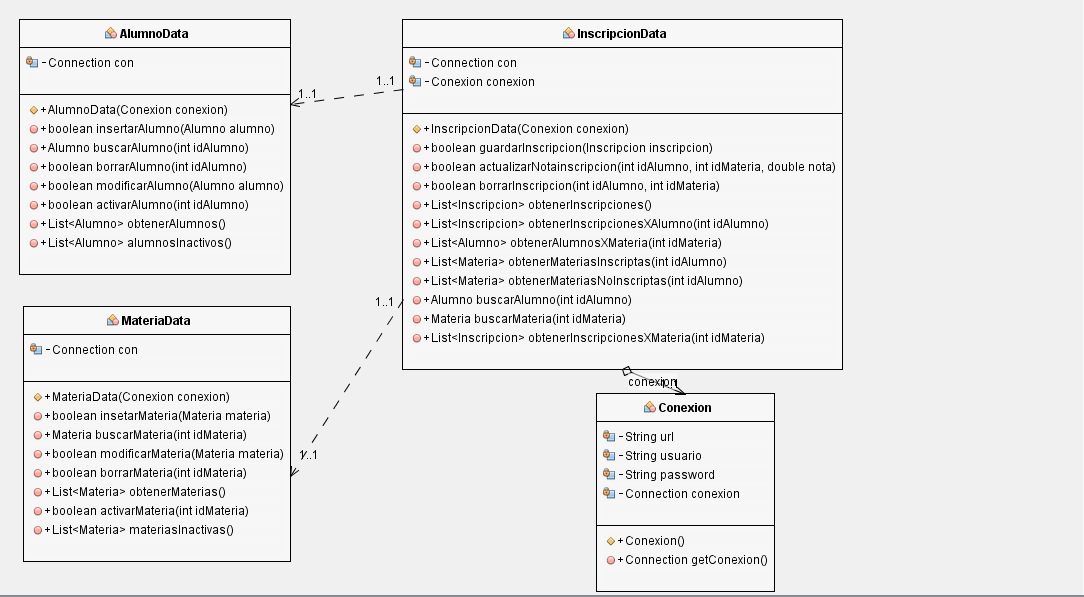 AlumnoData
- Connection con
+ AlumnoData(Conexion conexion)
+ boolean insertarAlumno(Alumno alumno)
+ Alumno buscarAlumno(int idAlumno)
+ boolean borrarAlumno(int idAlumno)
+ boolean modificarAlumno(Alumno alumno)
+ boolean activarAlumno(int idAlumno)
+ List<Alumno> obtenerAlumnos()
+ List<Alumno> alumnosInactivos()
1..1
1..1
InscripcionData
- Connection con
- Conexion conexion
+ InscripcionData(Conexion conexion)
+ boolean guardarInscripcion(Inscripcion inscripcion)
+ boolean actualizarNotainscripcion(int idAlumno, int idMateria, double nota)
+ boolean borrarInscripcion(int idAlumno, int idMateria)
+ List<Inscripcion> obtenerInscripciones()
+ List<Inscripcion> obtenerInscripcionesXAlumno(int idAlumno)
+ List<Alumno> obtenerAlumnosXMateria(int idMateria)
+ List<Materia> obtenerMateriasInscriptas(int idAlumno)
+ List<Materia> obtenerMateriasNoInscriptas(int idAlumno)
+ Alumno buscarAlumno(int idAlumno)
+ Materia buscarMateria(int idMateria)
+ List<Inscripcion> obtenerInscripcionesXMateria(int idMateria)
1..1
1..1
MateriaData
- Connection con
+ MateriaData(Conexion conexion)
+ boolean insetarMateria(Materia materia)
+ Materia buscarMateria(int idMateria)
+ boolean modificarMateria(Materia materia)
+ boolean borrarMateria(int idMateria)
+ List<Materia> obtenerMaterias()
+ boolean activarMateria(int idMateria)
+ List<Materia> materiasInactivas()
conexion
Conexion
- String url
- String usuario
- String password
- Connection conexion
+ Conexion()
+ Connection getConexion()